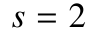 s = 2